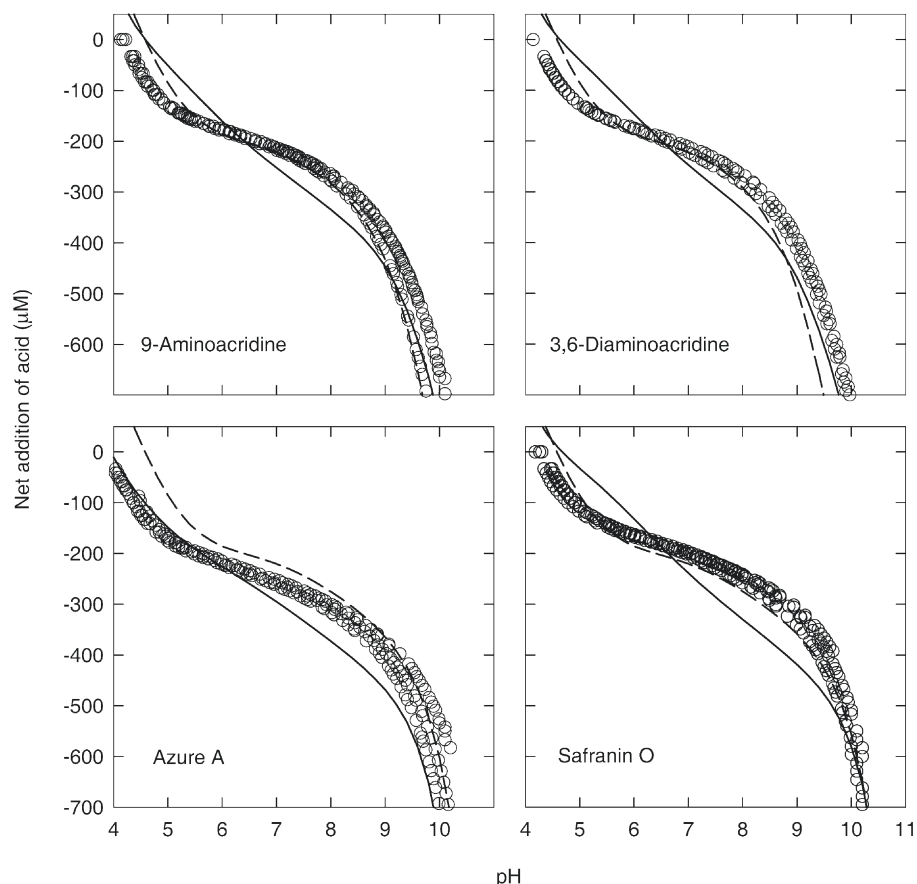 0
-100
-200
-300
-400
-500
-600
9-Aminoacridine
3,6-Diaminoacridine
Net addition of acid (μM)
0
-100
-200
-300
-400
-500
-600
-700
Azure A
Safranin O
4 5 6 7 8 9 10 4 5 6 7 8 9 10 11
pH